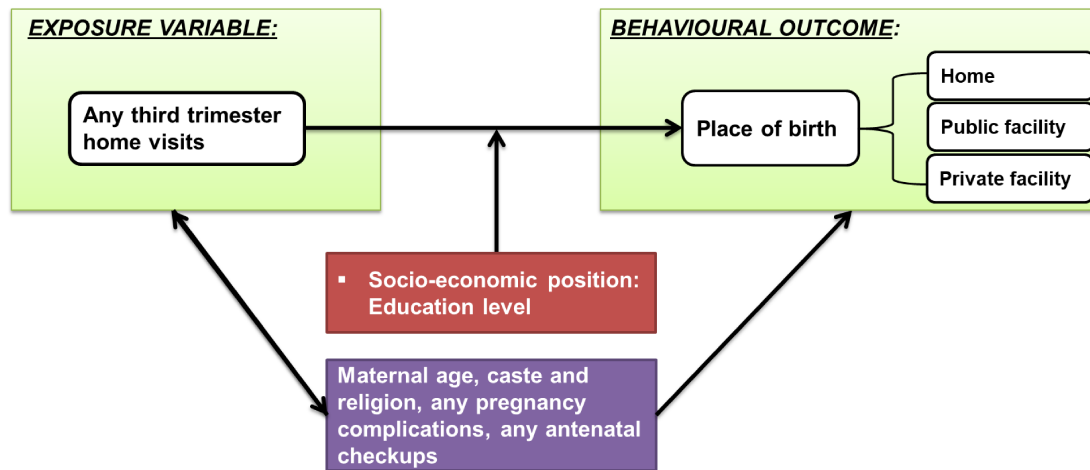 EXPOSURE VARIABLE:
Any third trimester
home visits
BEHAVIOURAL OUTCOME:
Place of birth
Home
Public facility
Private facility
▪ Socio-economic position:
Education level
Maternal age, caste and
religion, any pregnancy
complications, any antenatal
checkups